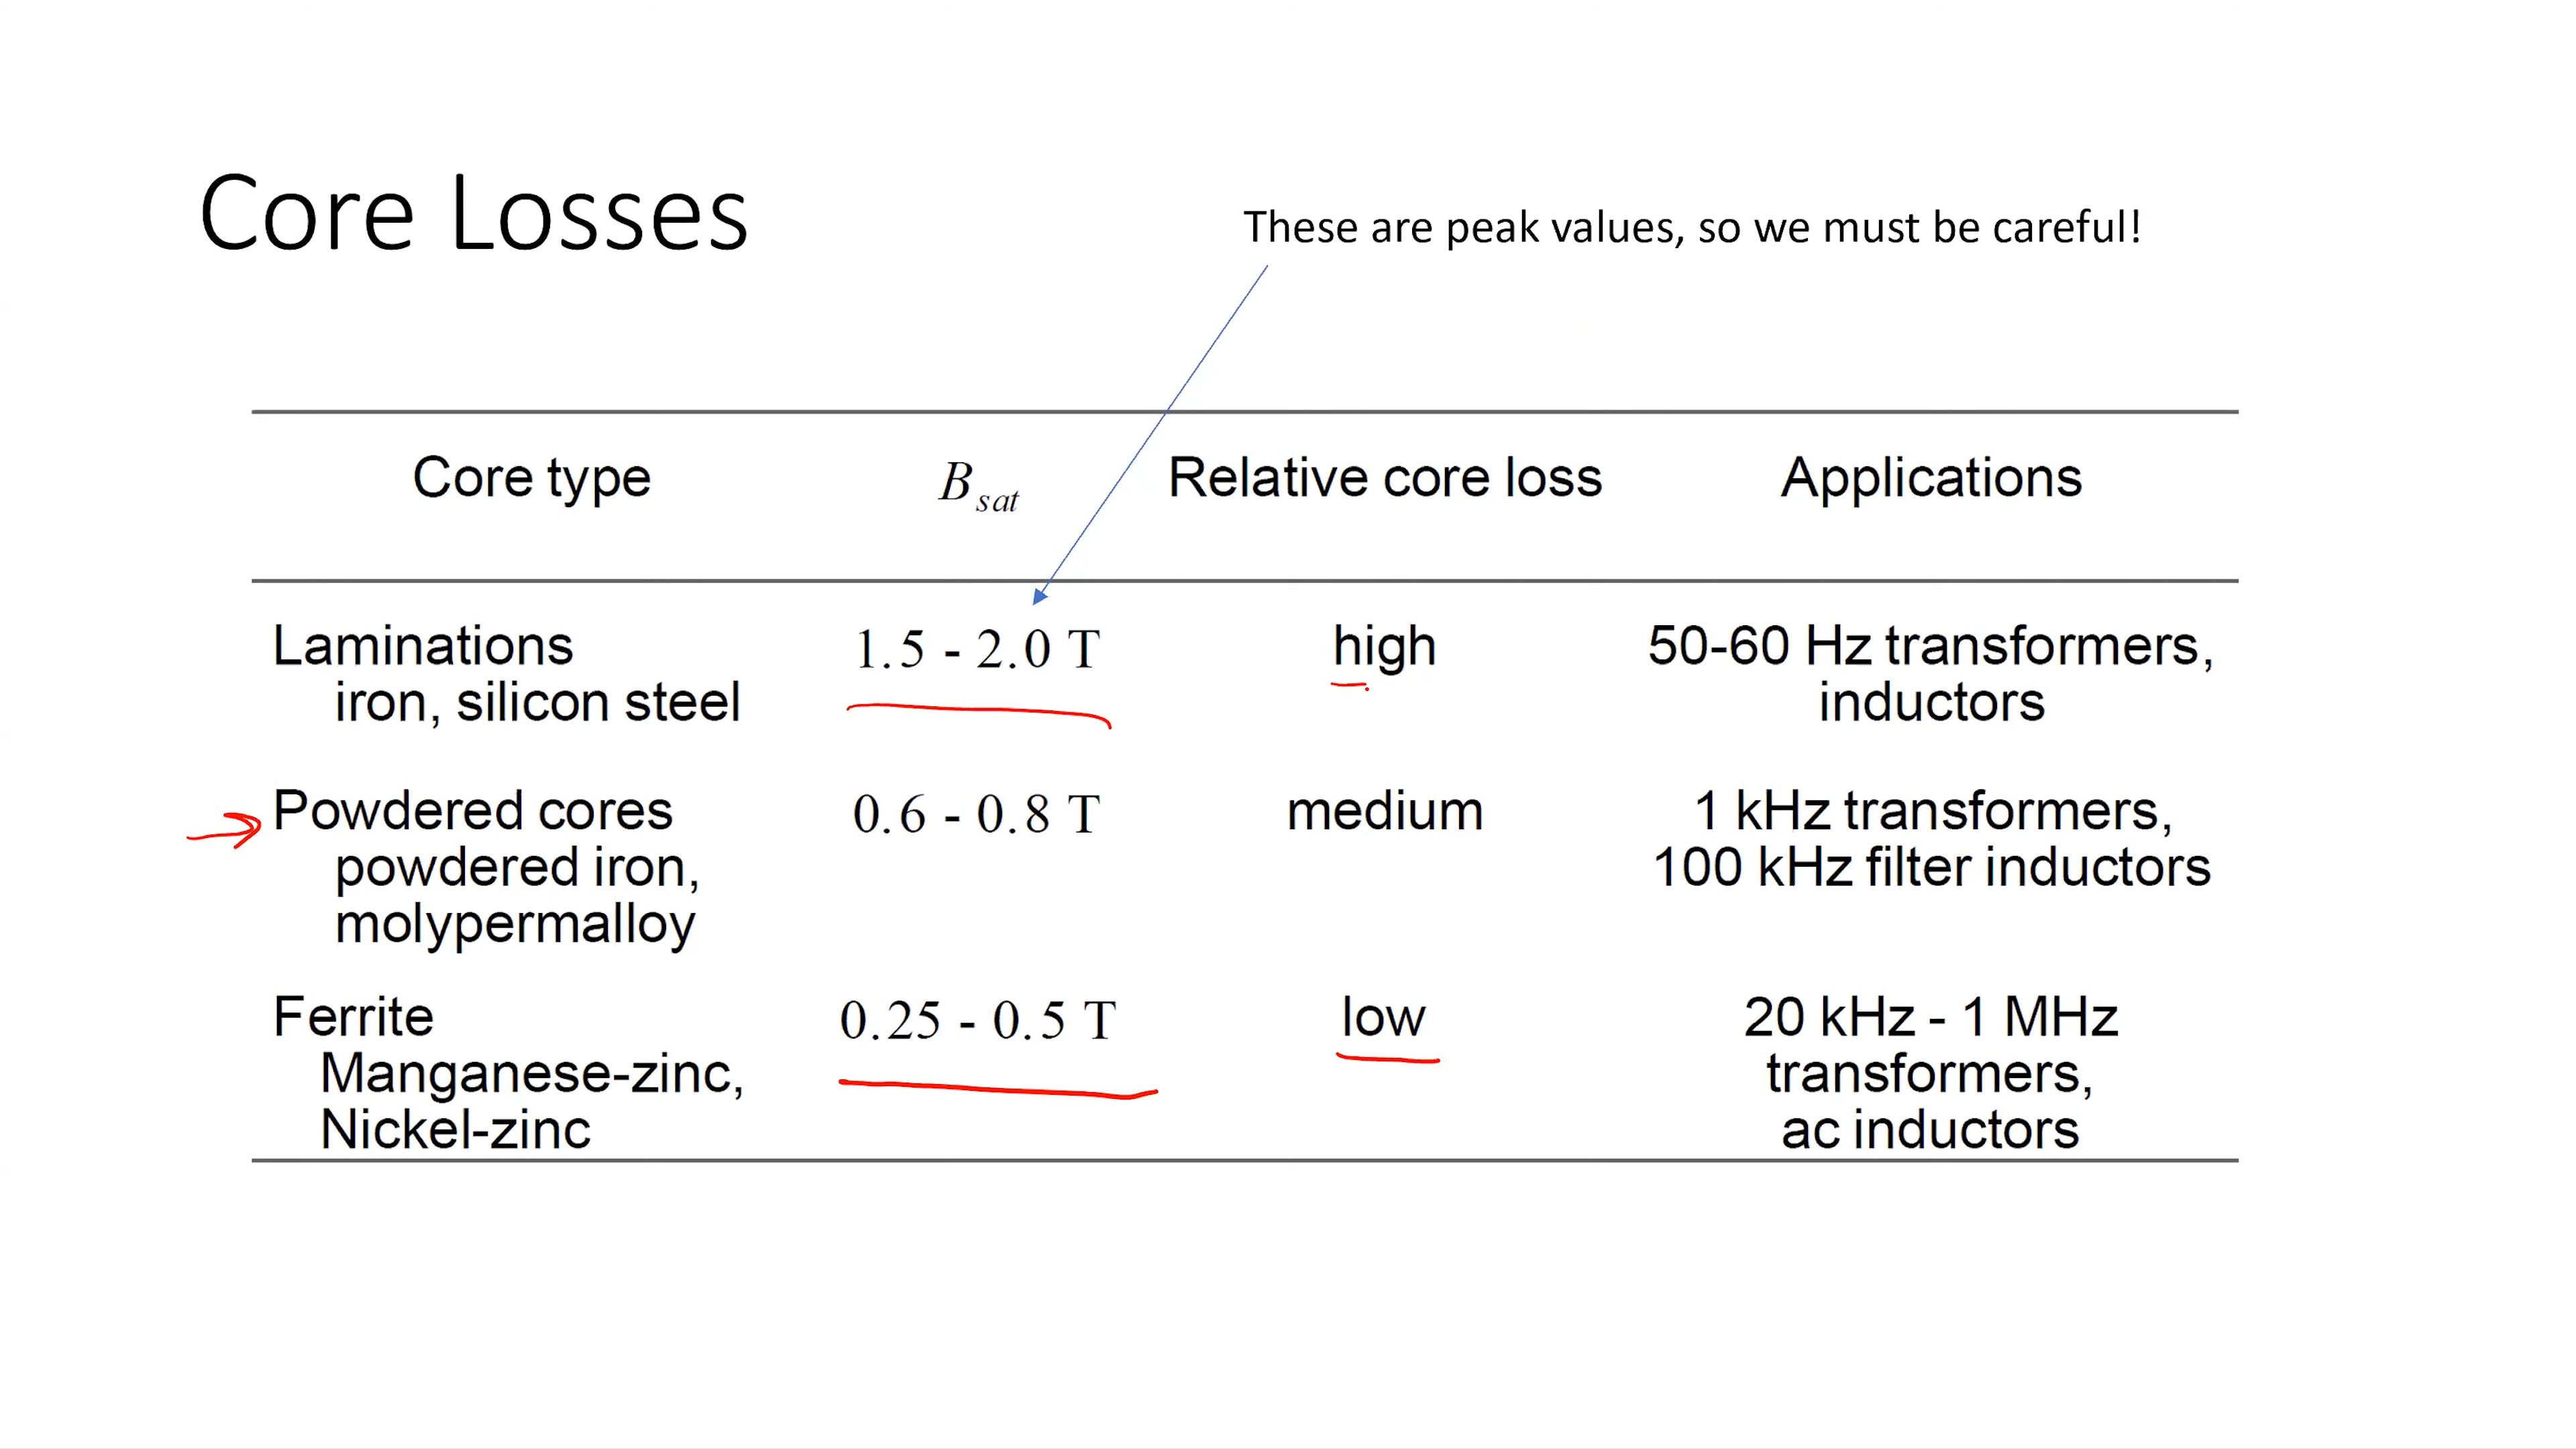 Core Losses
These are peak values, so we must be careful!
Core type B_sat Relative core loss Applications
Laminations 1.5 - 2.0 T high 50-60 Hz transformers,
iron, silicon steel inductors
Powdered cores 0.6 - 0.8 T medium 1 kHz transformers,
powdered iron, 100 kHz filter inductors
molypermalloy
Ferrite 0.25 - 0.5 T low 20 kHz - 1 MHz
Manganese-zinc, transformers,
Nickel-zinc ac inductors